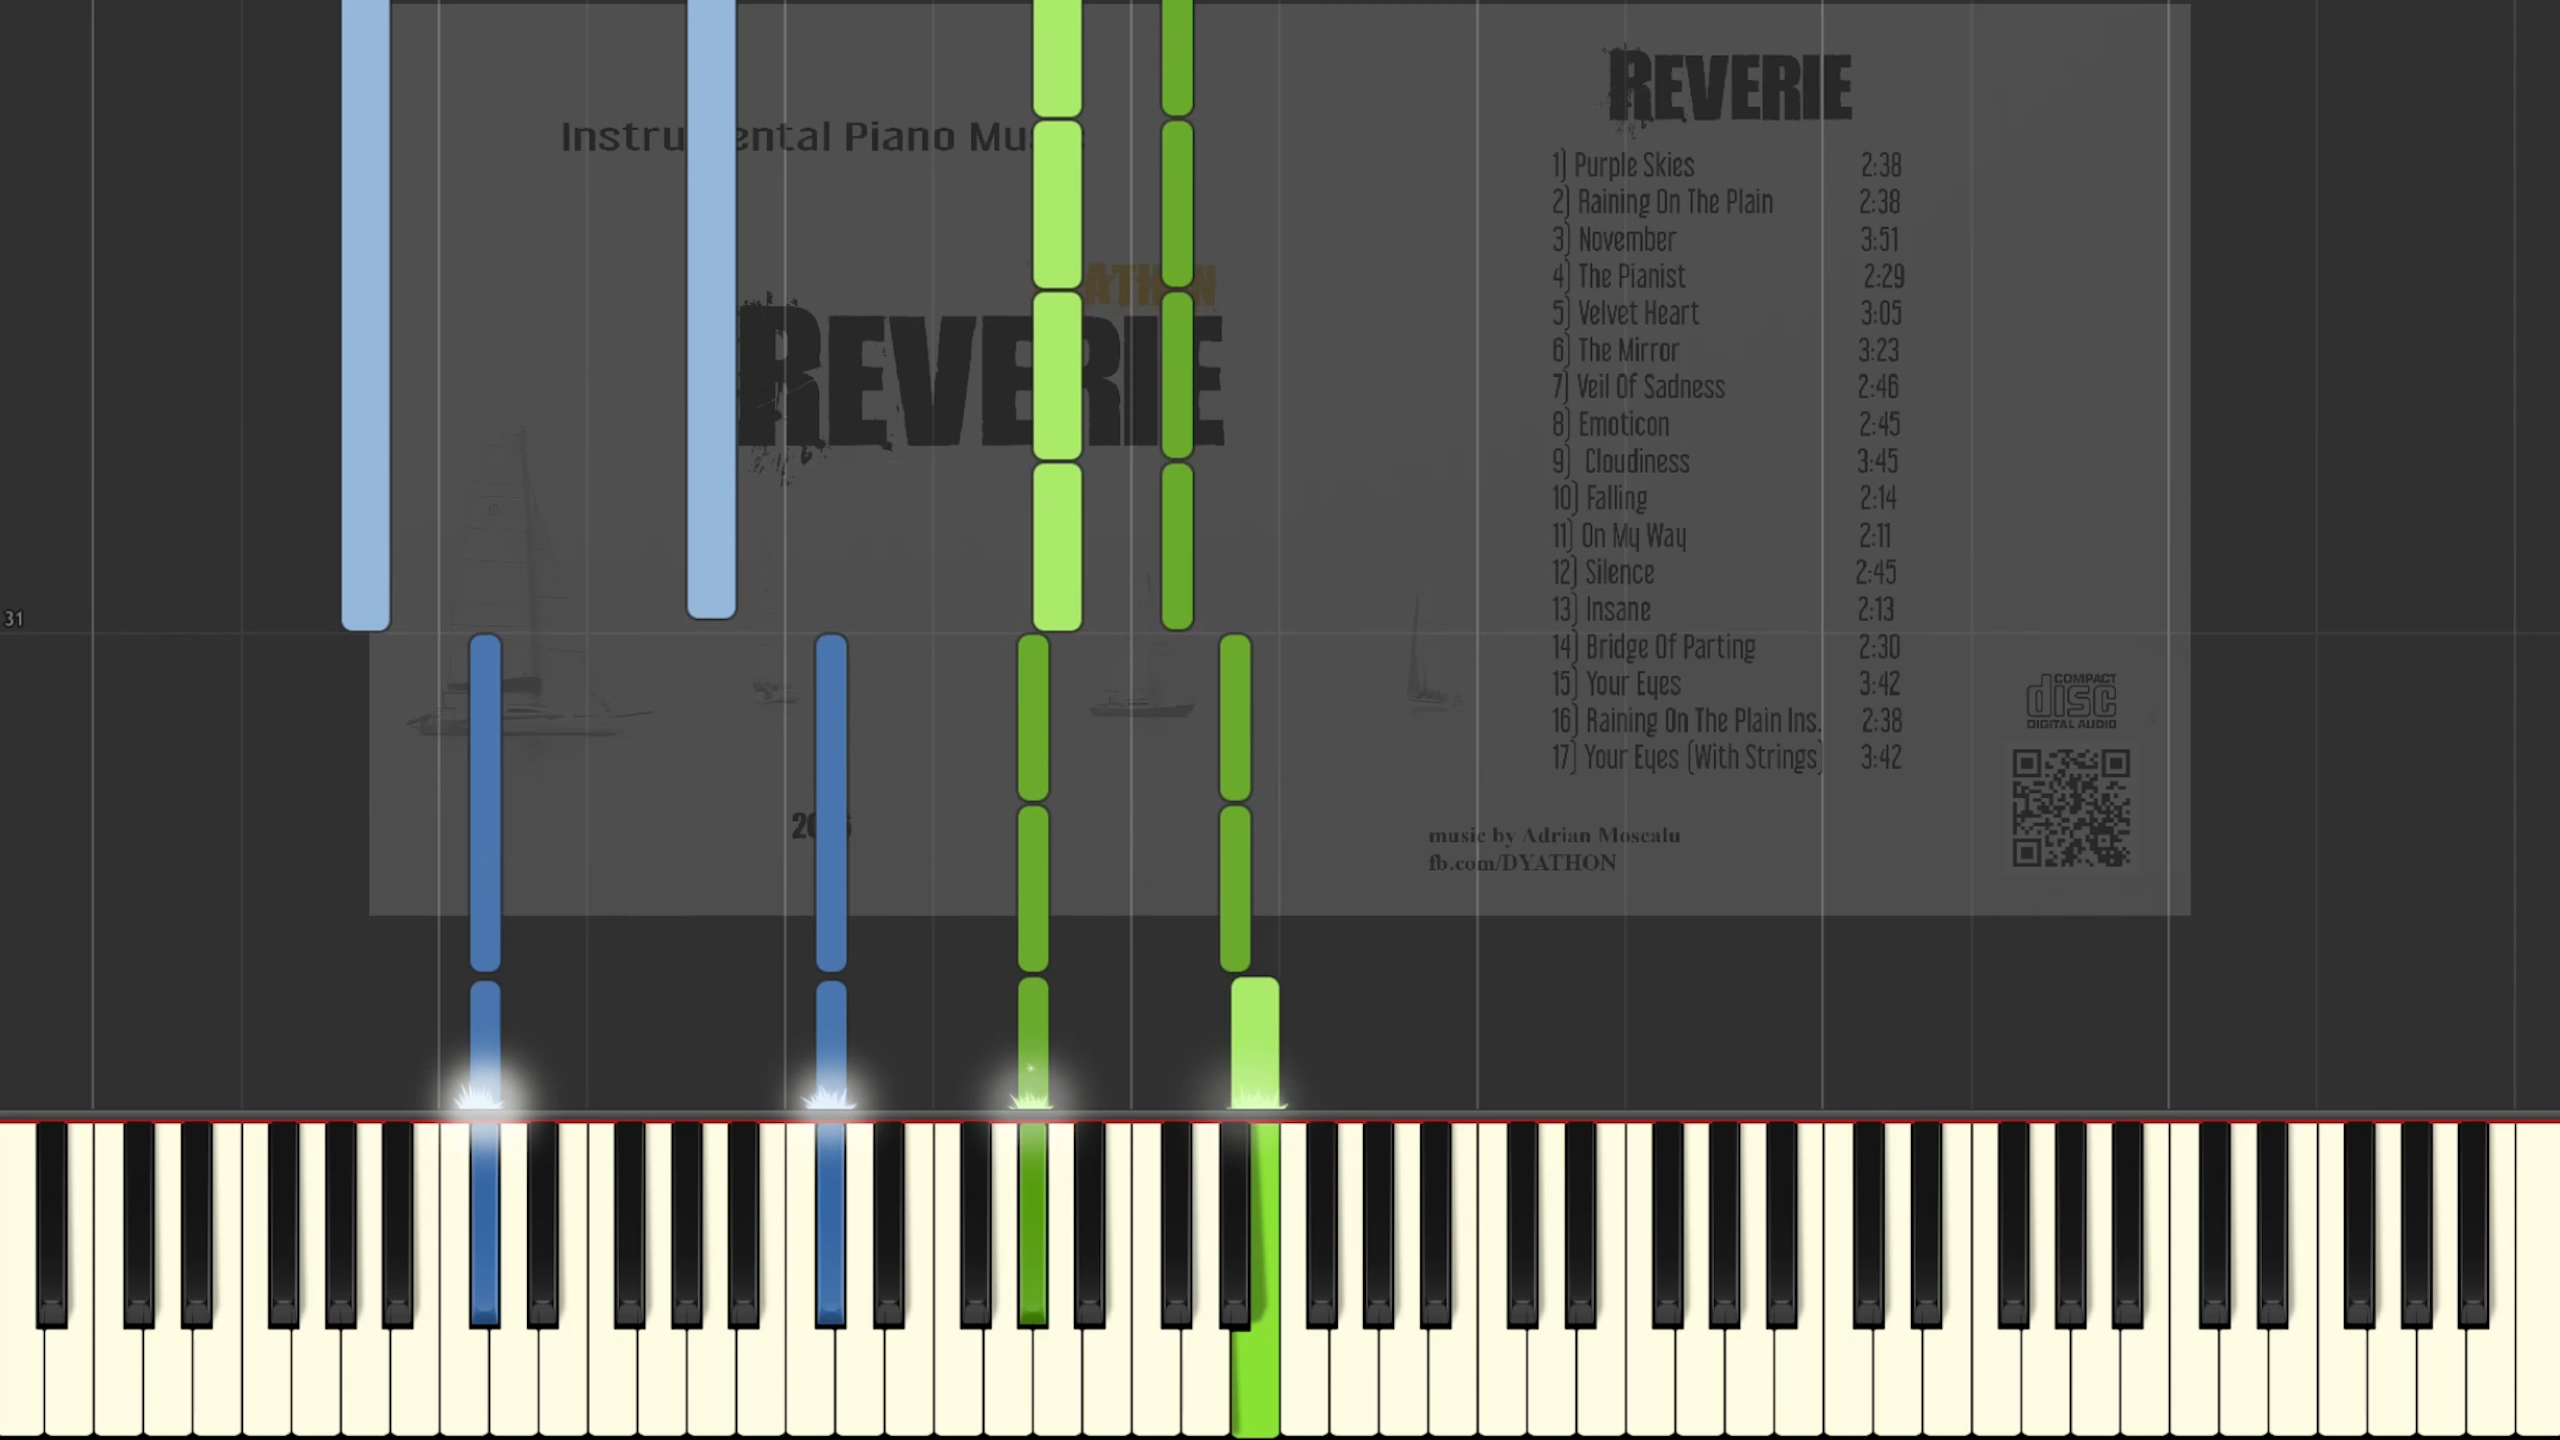 Instru ental Piano Mu
ATH N
REVERIE
31
REVERIE
1) Purple Skies 2:38
2) Raining On The Plain 2:38
3) November 3:51
4) The Pianist 2:29
5) Velvet Heart 3:05
6) The Mirror 3:23
7) Veil Of Sadness 2:46
8) Emoticon 2:45
9) Cloudiness 3:45
10) Falling 2:14
11) On My Way 2:11
12) Silence 2:45
13) Insane 2:13
14) Bridge Of Parting 2:30
15) Your Eyes 3:42
16) Raining On The Plain Ins. 2:38
17) Your Eyes (With Strings) 3:42
COMPACT
disc
DIGITAL AUDIO
music by Adrian Moscalu
fb.com/DYATHON